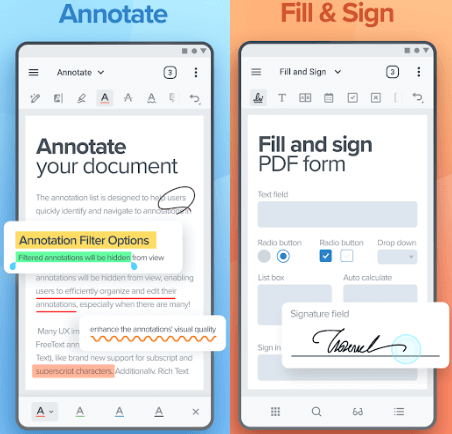 Annotate
Annotate
3
Annotate
your document
The annotation list is designed to help users
quickly identify and navigate to annotations
Annotation Filter Options
Filtered annotations will be hidden from view
annotations will be hidden from view, enabling
users to efficiently organize and edit their
annotations, especially when there are many!
enhance the annotations' visual quality
Many UX im
FreeText ann
Text), like brand new support for subscript and
superscript characters. Additionally, Rich Text
A
A
A
A
Fill & Sign
Fill and Sign
3
T
Fill and sign
PDF form
Text field
Radio button
Radio button
Drop down
List box
Auto calculate
Signature field
Sign in